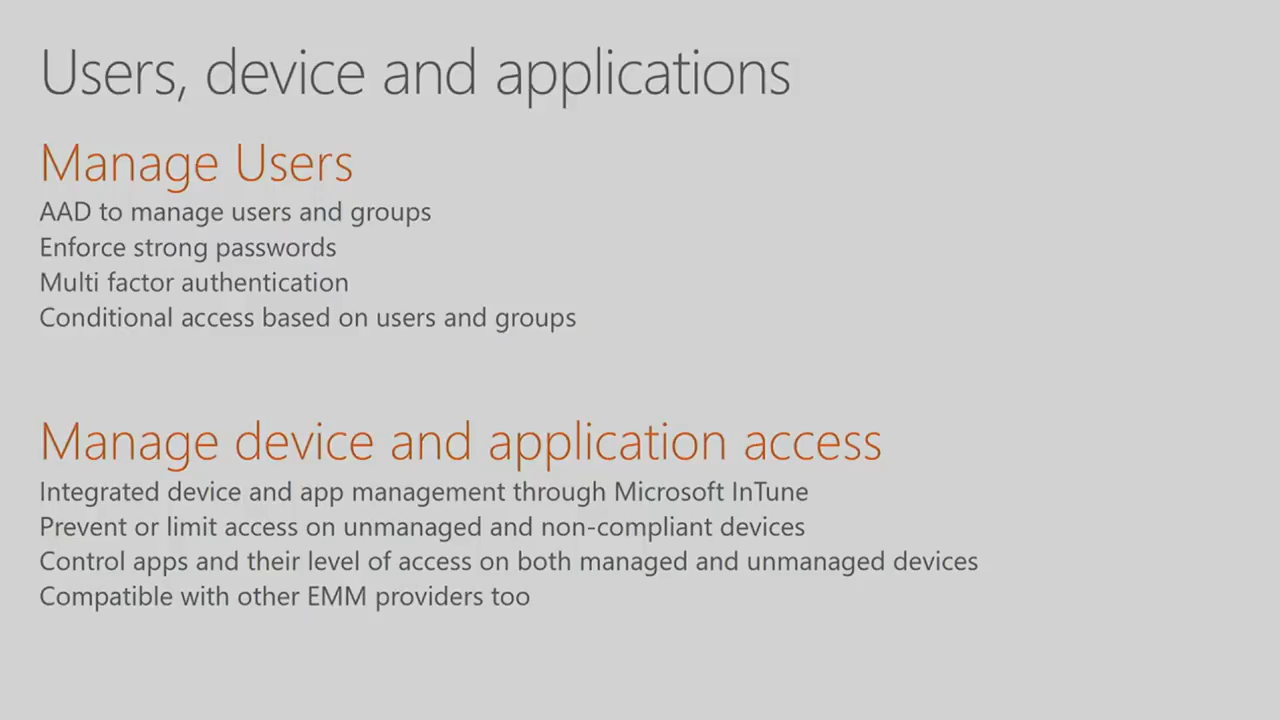 Users, device and applications
Manage Users
AAD to manage users and groups
Enforce strong passwords
Multi factor authentication
Conditional access based on users and groups
Manage device and application access
Integrated device and app management through Microsoft InTune
Prevent or limit access on unmanaged and non-compliant devices
Control apps and their level of access on both managed and unmanaged devices
Compatible with other EMM providers too